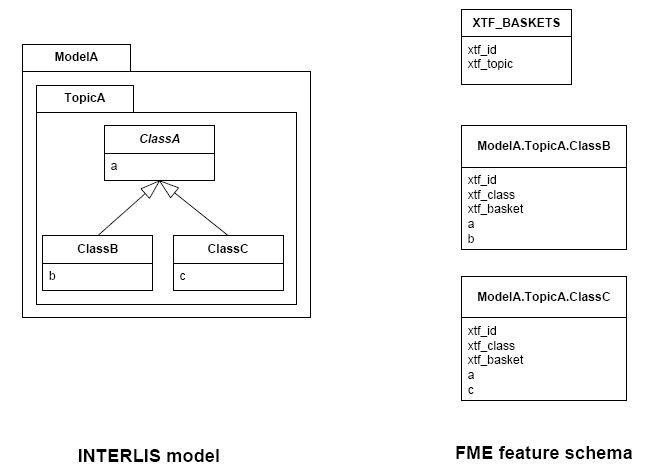 ModelA
TopicA
ClassA
a
ClassB
b
ClassC
c
INTERLIS model
XTF_BASKETS
xtf_id
xtf_topic
ModelA.TopicA.ClassB
xtf_id
xtf_class
xtf_basket
a
b
ModelA.TopicA.ClassC
xtf_id
xtf_class
xtf_basket
a
c
FME feature schema